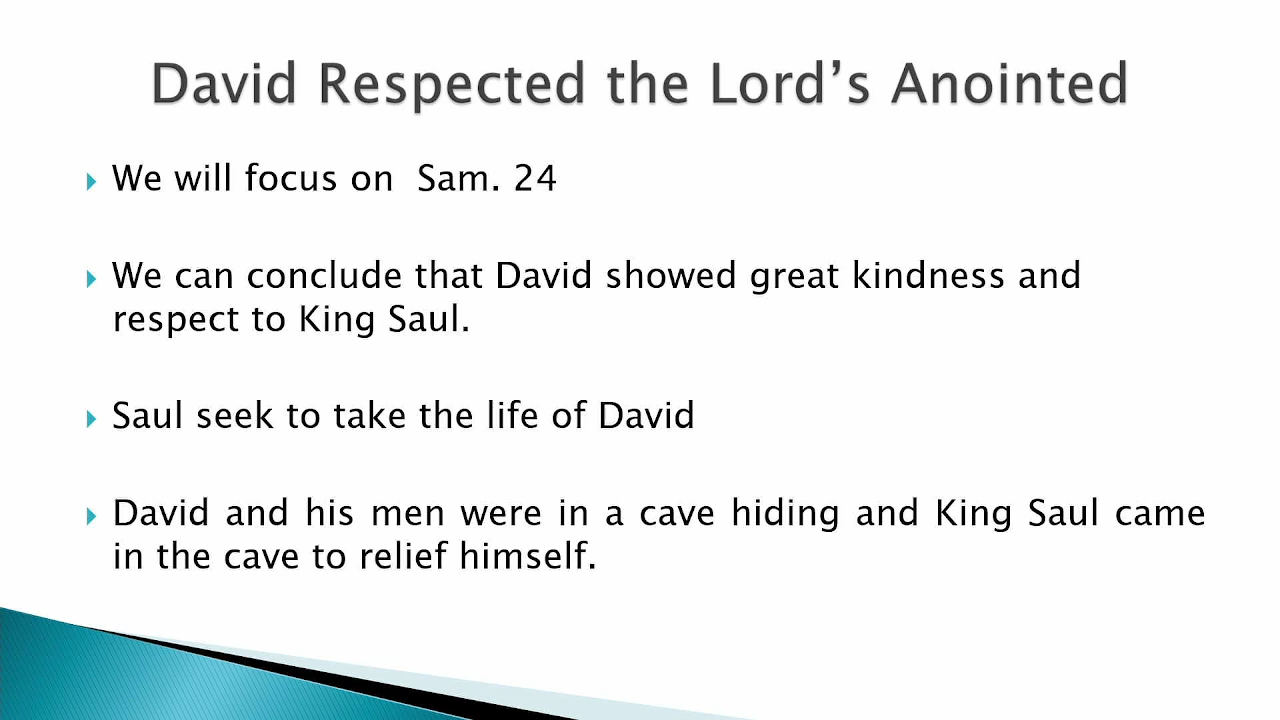 David Respected the Lord’s Anointed
We will focus on  Sam. 24
We can conclude that David showed great kindness and
respect to King Saul.
Saul seek to take the life of David
David and his men were in a cave hiding and King Saul came
in the cave to relief himself.